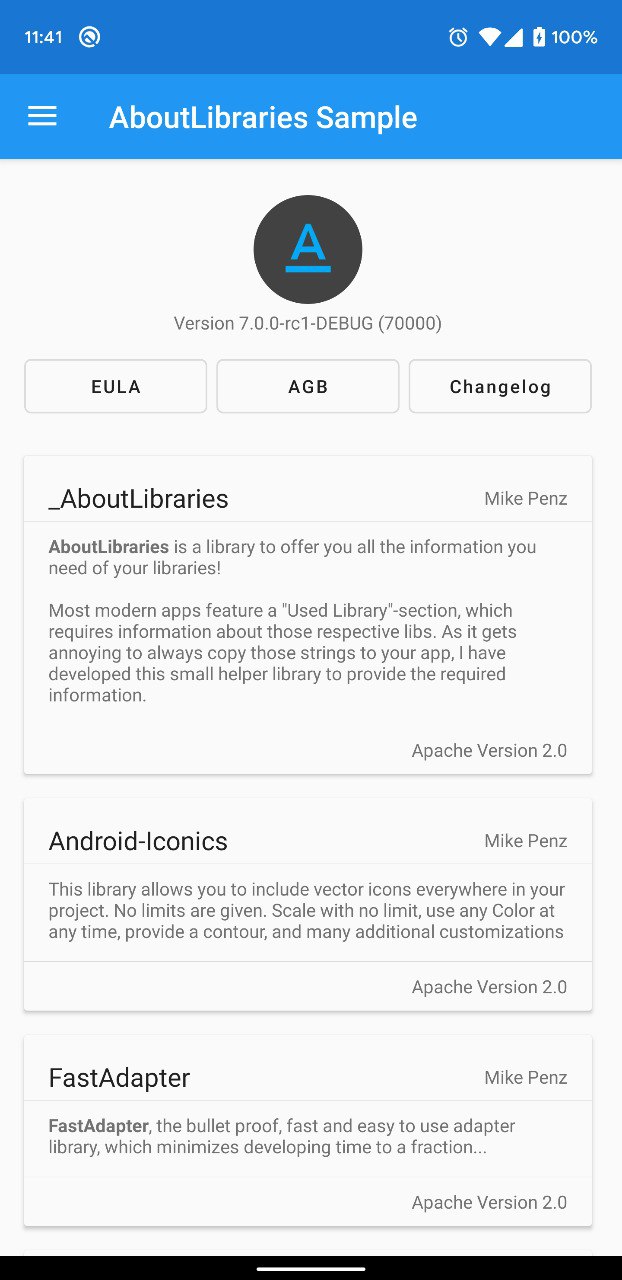 11:41
100%
AboutLibraries Sample
A
Version 7.0.0-rc1-DEBUG (70000)
EULA
AGB
Changelog
_AboutLibraries
Mike Penz
AboutLibraries is a library to offer you all the information you
need of your libraries!
Most modern apps feature a "Used Library"-section, which
requires information about those respective libs. As it gets
annoying to always copy those strings to your app, I have
developed this small helper library to provide the required
information.
Apache Version 2.0
Android-Iconics
Mike Penz
This library allows you to include vector icons everywhere in your
project. No limits are given. Scale with no limit, use any Color at
any time, provide a contour, and many additional customizations
Apache Version 2.0
FastAdapter
Mike Penz
FastAdapter, the bullet proof, fast and easy to use adapter
library, which minimizes developing time to a fraction...
Apache Version 2.0